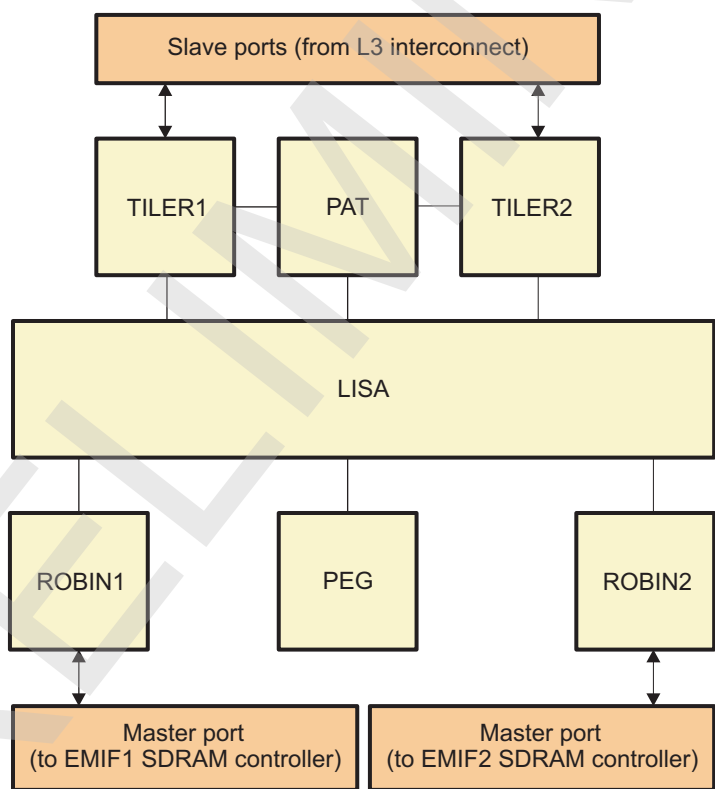 Slave ports (from L3 interconnect)
TILER1
PAT
TILER2
LISA
ROBIN1
PEG
ROBIN2
Master port
(to EMIF1 SDRAM controller)
Master port
(to EMIF2 SDRAM controller)